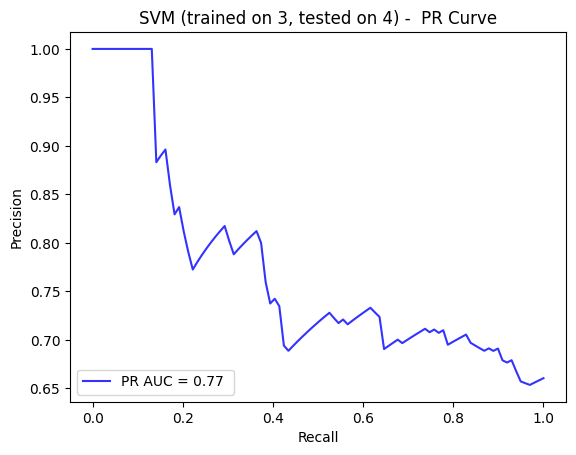 SVM (trained on 3, tested on 4) -  PR Curve
1.00
0.95
0.90
0.85
0.80
0.75
0.70
0.65
Precision
PR AUC = 0.77
0.0 0.2 0.4 0.6 0.8 1.0
Recall